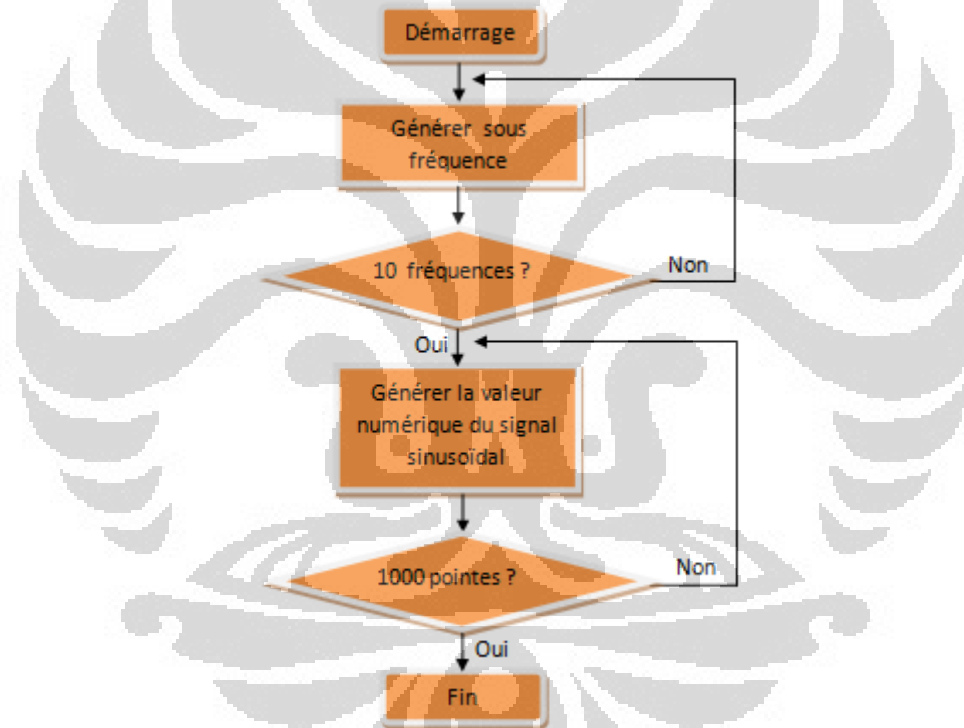 Démarrage
Générer sous
fréquence
10 fréquences ?
Non
Oui
Générer la valeur
numérique du signal
sinusoïdal
1000 pointes ?
Non
Oui
Fin